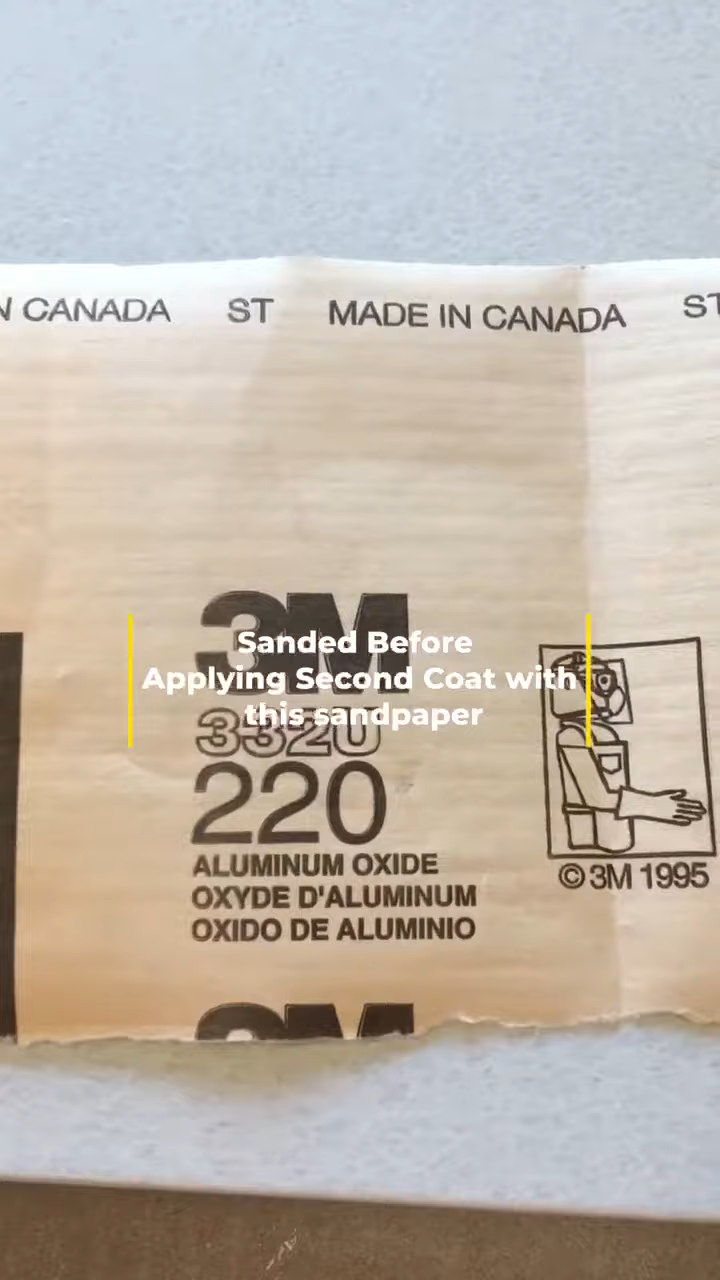 N CANADA ST MADE IN CANADA ST
3M
Sanded Before
Applying Second Coat with
this sandpaper
332U
220
ALUMINUM OXIDE
OXYDE D'ALUMINUM
OXIDO DE ALUMINIO
©3M 1995
3M